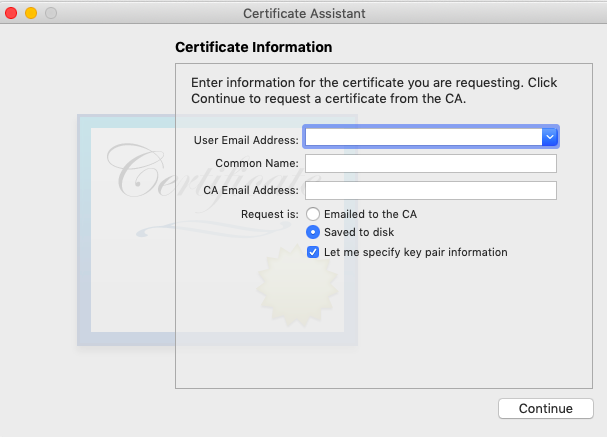 Certificate Assistant
Certificate Information
Enter information for the certificate you are requesting. Click
Continue to request a certificate from the CA.
Certificate
User Email Address:
Common Name:
CA Email Address:
Request is:
Emailed to the CA
Saved to disk
Let me specify key pair information
Continue